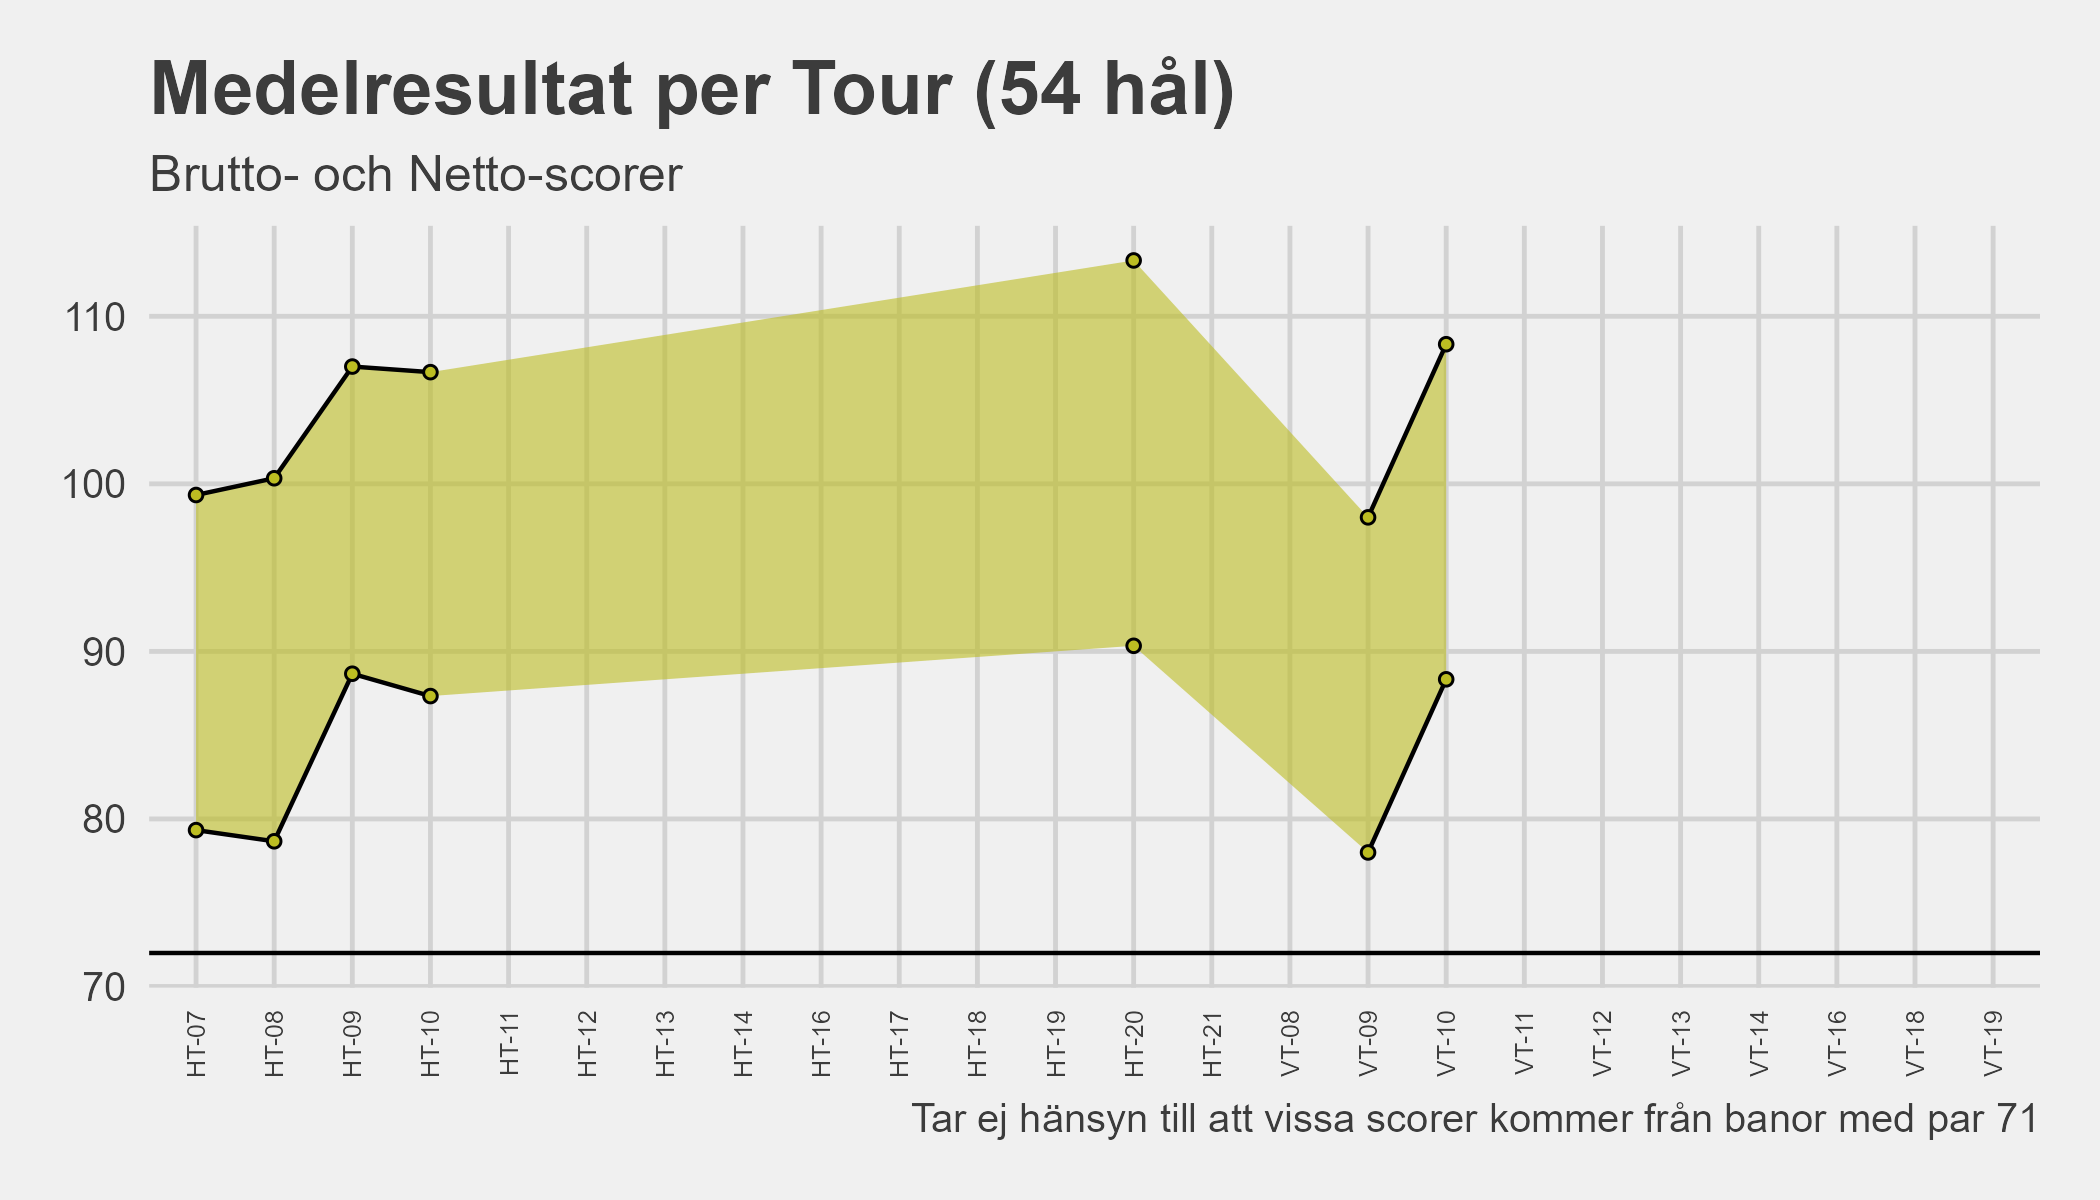 Medelresultat per Tour (54 hål)
Brutto- och Netto-scorer
110
100
90
80
70
HT-07
HT-08
HT-09
HT-10
HT-11
HT-12
HT-13
HT-14
HT-16
HT-17
HT-18
HT-19
HT-20
HT-21
VT-08
VT-09
VT-10
VT-11
VT-12
VT-13
VT-14
VT-16
VT-18
VT-19
Tar ej hänsyn till att vissa scorer kommer från banor med par 71